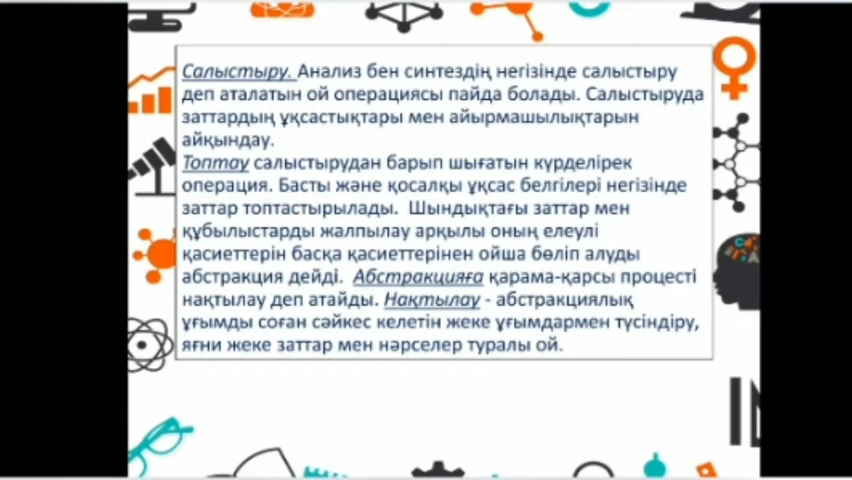 Салыстыру. Анализ бен синтездің негізінде салыстыру
деп аталатын ой операциясы пайда болады. Салыстыруда
заттардың ұқсастықтары мен айырмашылықтарын
айқындау.
Топтау салыстырудан барып шығатын күрделірек
операция. Басты және қосалқы ұқсас белгілері негізінде
заттар топтастырылады. Шындықтағы заттар мен
құбылыстарды жалпылау арқылы оның елеулі
қасиеттерін басқа қасиеттерінен ойша бөліп алуды
абстракция дейді. Абстракцияға қарама-қарсы процесті
нақтылау деп атайды. Нақтылау - абстракциялық
ұғымды соған сәйкес келетін жеке ұғымдармен түсіндіру,
яғни жеке заттар мен нәрселер туралы ой.